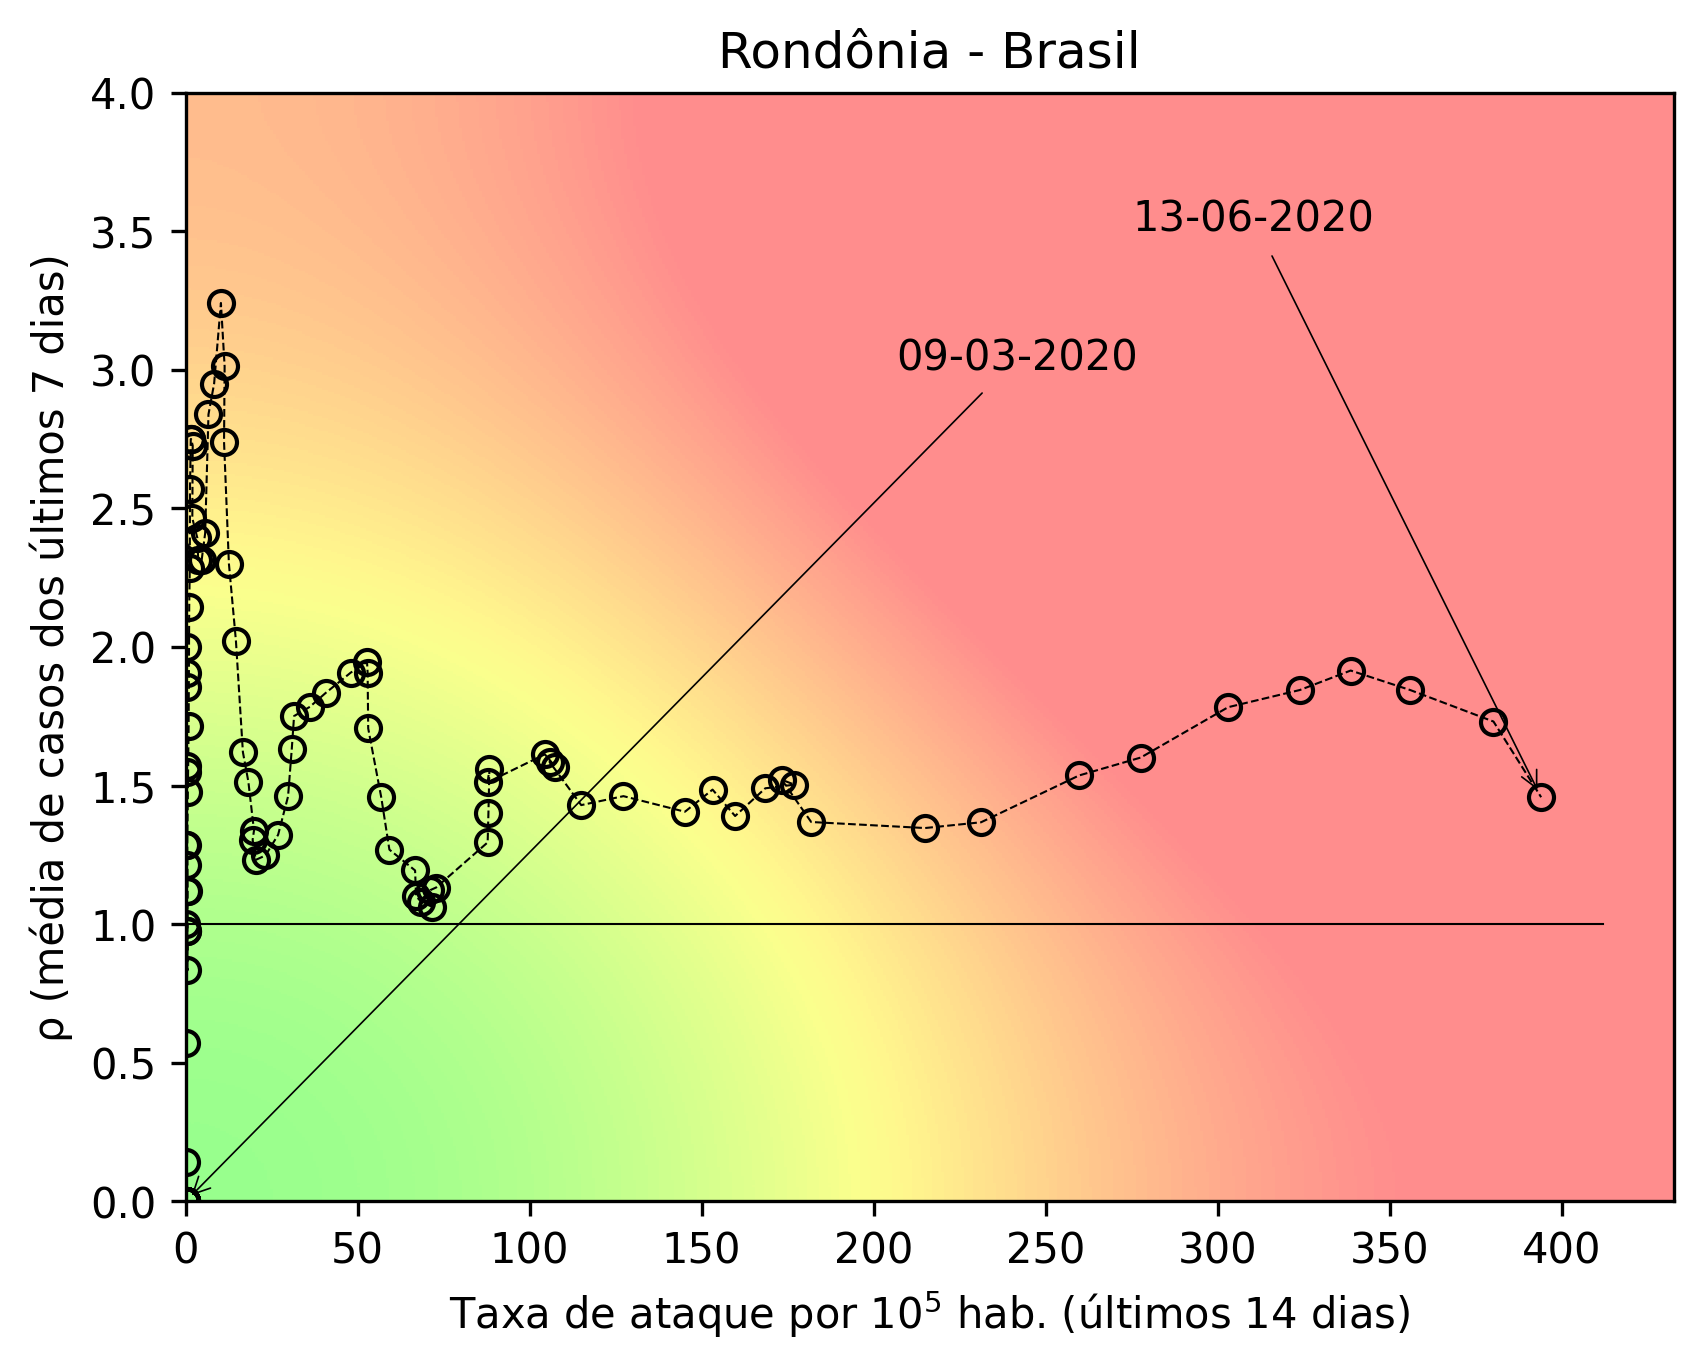 Rondônia - Brasil
4.0
3.5
3.0
2.5
2.0
1.5
1.0
0.5
0.0
ρ (média de casos dos últimos 7 dias)
13-06-2020
09-03-2020
0 50 100 150 200 250 300 350 400
Taxa de ataque por 10⁵ hab. (últimos 14 dias)